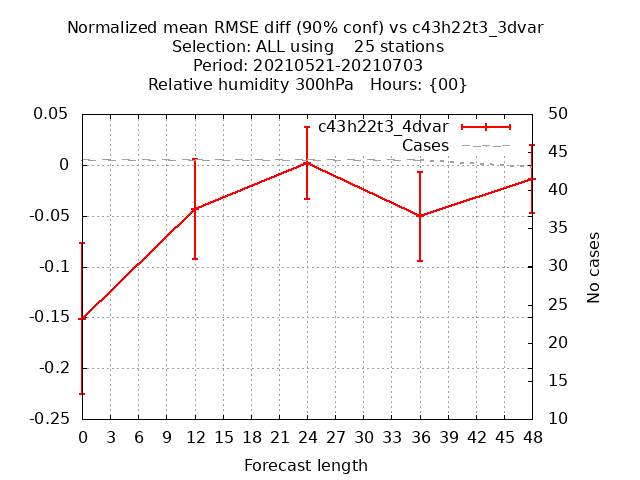 Normalized mean RMSE diff (90% conf) vs c43h22t3_3dvar
Selection: ALL using    25 stations
Period: 20210521-20210703
Relative humidity 300hPa   Hours: {00}
c43h22t3_4dvar
Cases
0.05
0
-0.05
-0.1
-0.15
-0.2
-0.25
50
45
40
35
30
25
20
15
10
No cases
0 3 6 9 12 15 18 21 24 27 30 33 36 39 42 45 48
Forecast length